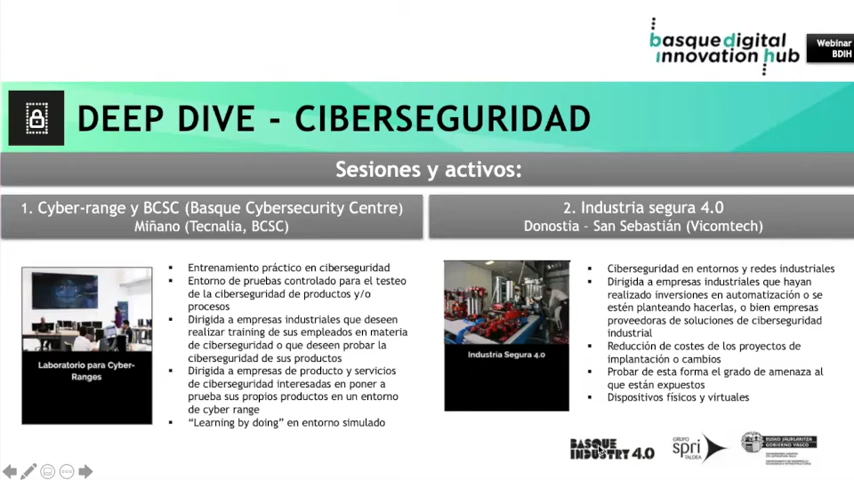 basque digital
innovation hub
Webinar
BDIH
DEEP DIVE - CIBERSEGURIDAD
Sesiones y activos:
1. Cyber-range y BCSC (Basque Cybersecurity Centre)
Miñano (Tecnalia, BCSC)
Laboratorio para Cyber-
Ranges
Entrenamiento práctico en ciberseguridad
Entorno de pruebas controlado para el testeo
de la ciberseguridad de productos y/o
procesos
Dirigida a empresas industriales que deseen
realizar training de sus empleados en materia
de ciberseguridad o que deseen probar la
ciberseguridad de sus productos
Dirigida a empresas de producto y servicios
de ciberseguridad interesadas en poner a
prueba sus propios productos en un entorno
de cyber range
“Learning by doing” en entorno simulado
2. Industria segura 4.0
Donostia – San Sebastián (Vicomtech)
Industria Segura 4.0
Ciberseguridad en entornos y redes industriales
Dirigida a empresas industriales que hayan
realizado inversiones en automatización o se
estén planteando hacerlas, o bien empresas
proveedoras de soluciones de ciberseguridad
industrial
Reducción de costes de los proyectos de
implantación o cambios
Probar de esta forma el grado de amenaza al
que están expuestos
Dispositivos físicos y virtuales
BASQUE
INDUSTRY 4.0
GRUPO
spri
TALDEA
EUSKO JAURLARITZA
GOBIERNO VASCO